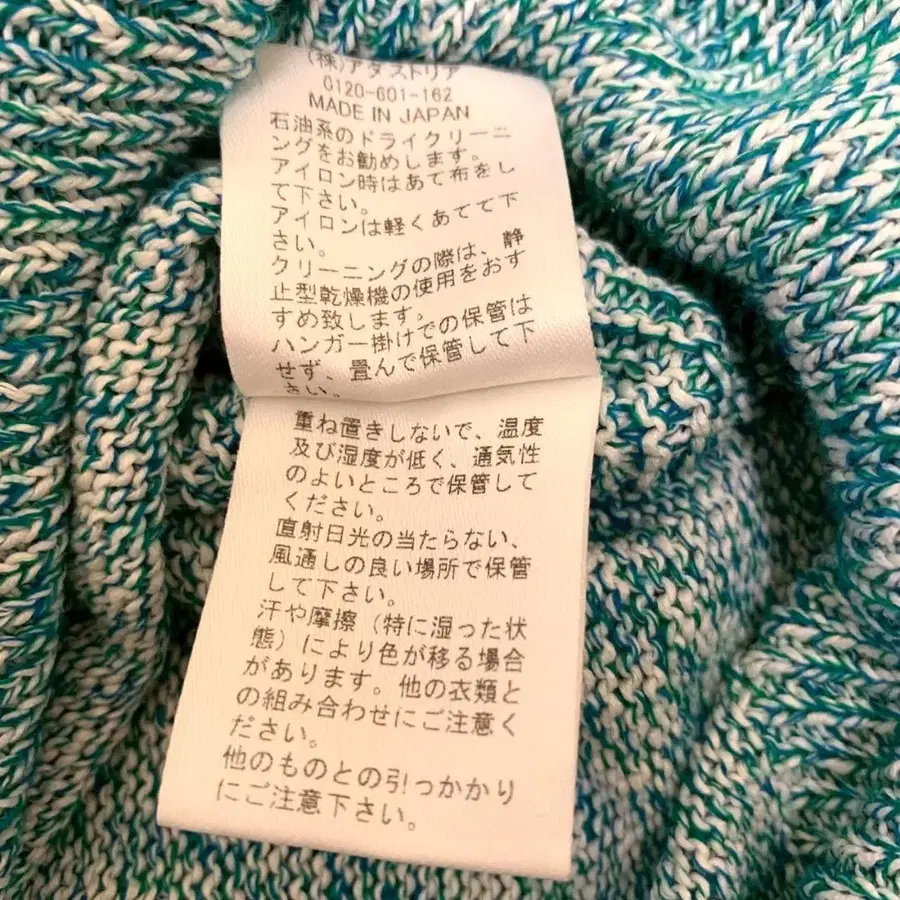 (株)アダストリア
0120-601-162
MADE IN JAPAN
石油系のドライクリーニ
ングをお勧めします。
アイロン時はあて布をし
て下さい。
アイロンは軽くあてて下
さい。
クリーニングの際は、静
止型乾燥機の使用をおす
すめ致します。
ハンガー掛けでの保管は
せず、畳んで保管して下
さい。
重ね置きしないで、温度
及び湿度が低く、通気性
のよいところで保管して
ください。
直射日光の当たらない、
風通しの良い場所で保管
して下さい。
汗や摩擦（特に湿った状
態）により色が移る場合
があります。他の衣類と
の組み合わせにご注意く
ださい。
他のものとの引っかかり
にご注意下さい。